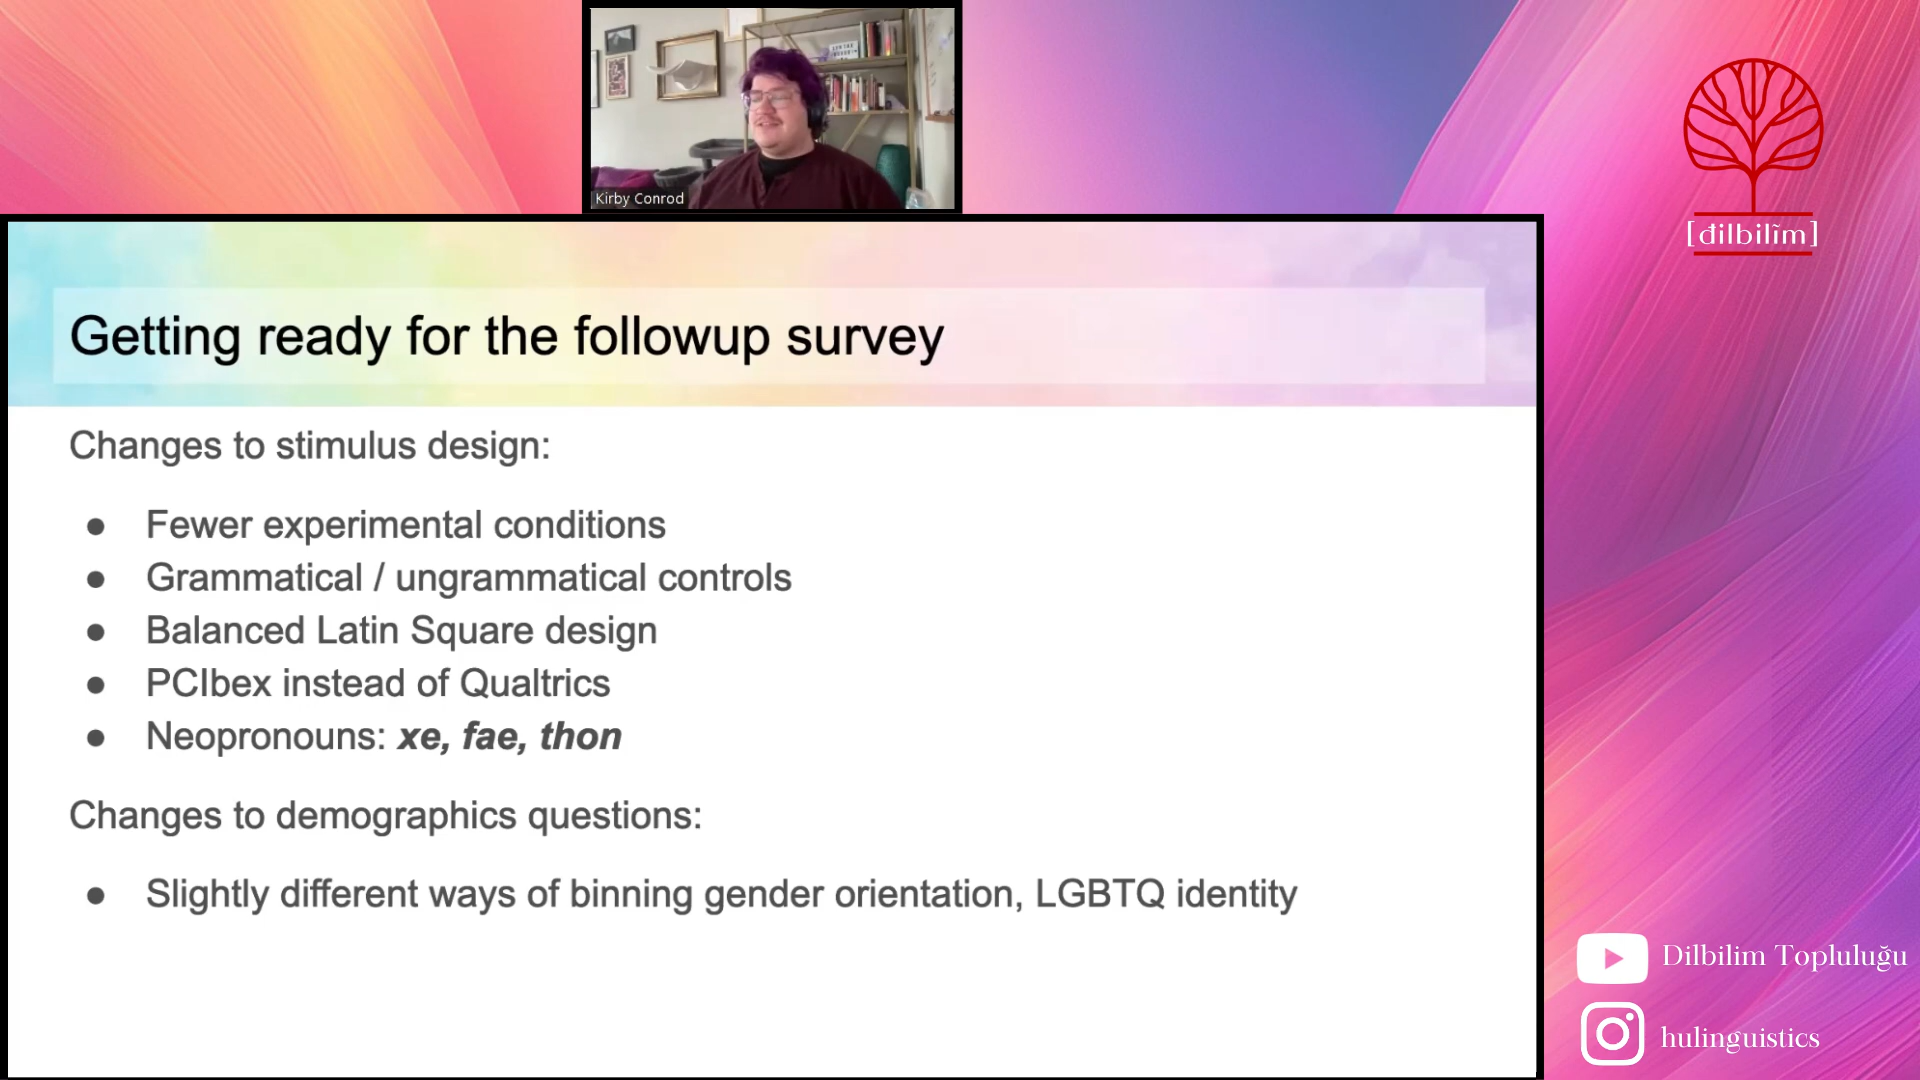 Kirby Conrod
[dilbilim]
Getting ready for the followup survey
Changes to stimulus design:
● Fewer experimental conditions
● Grammatical / ungrammatical controls
● Balanced Latin Square design
● PCIbex instead of Qualtrics
● Neopronouns: xe, fae, thon
Changes to demographics questions:
● Slightly different ways of binning gender orientation, LGBTQ identity
Dilbilim Topluluğu
hulinguistics